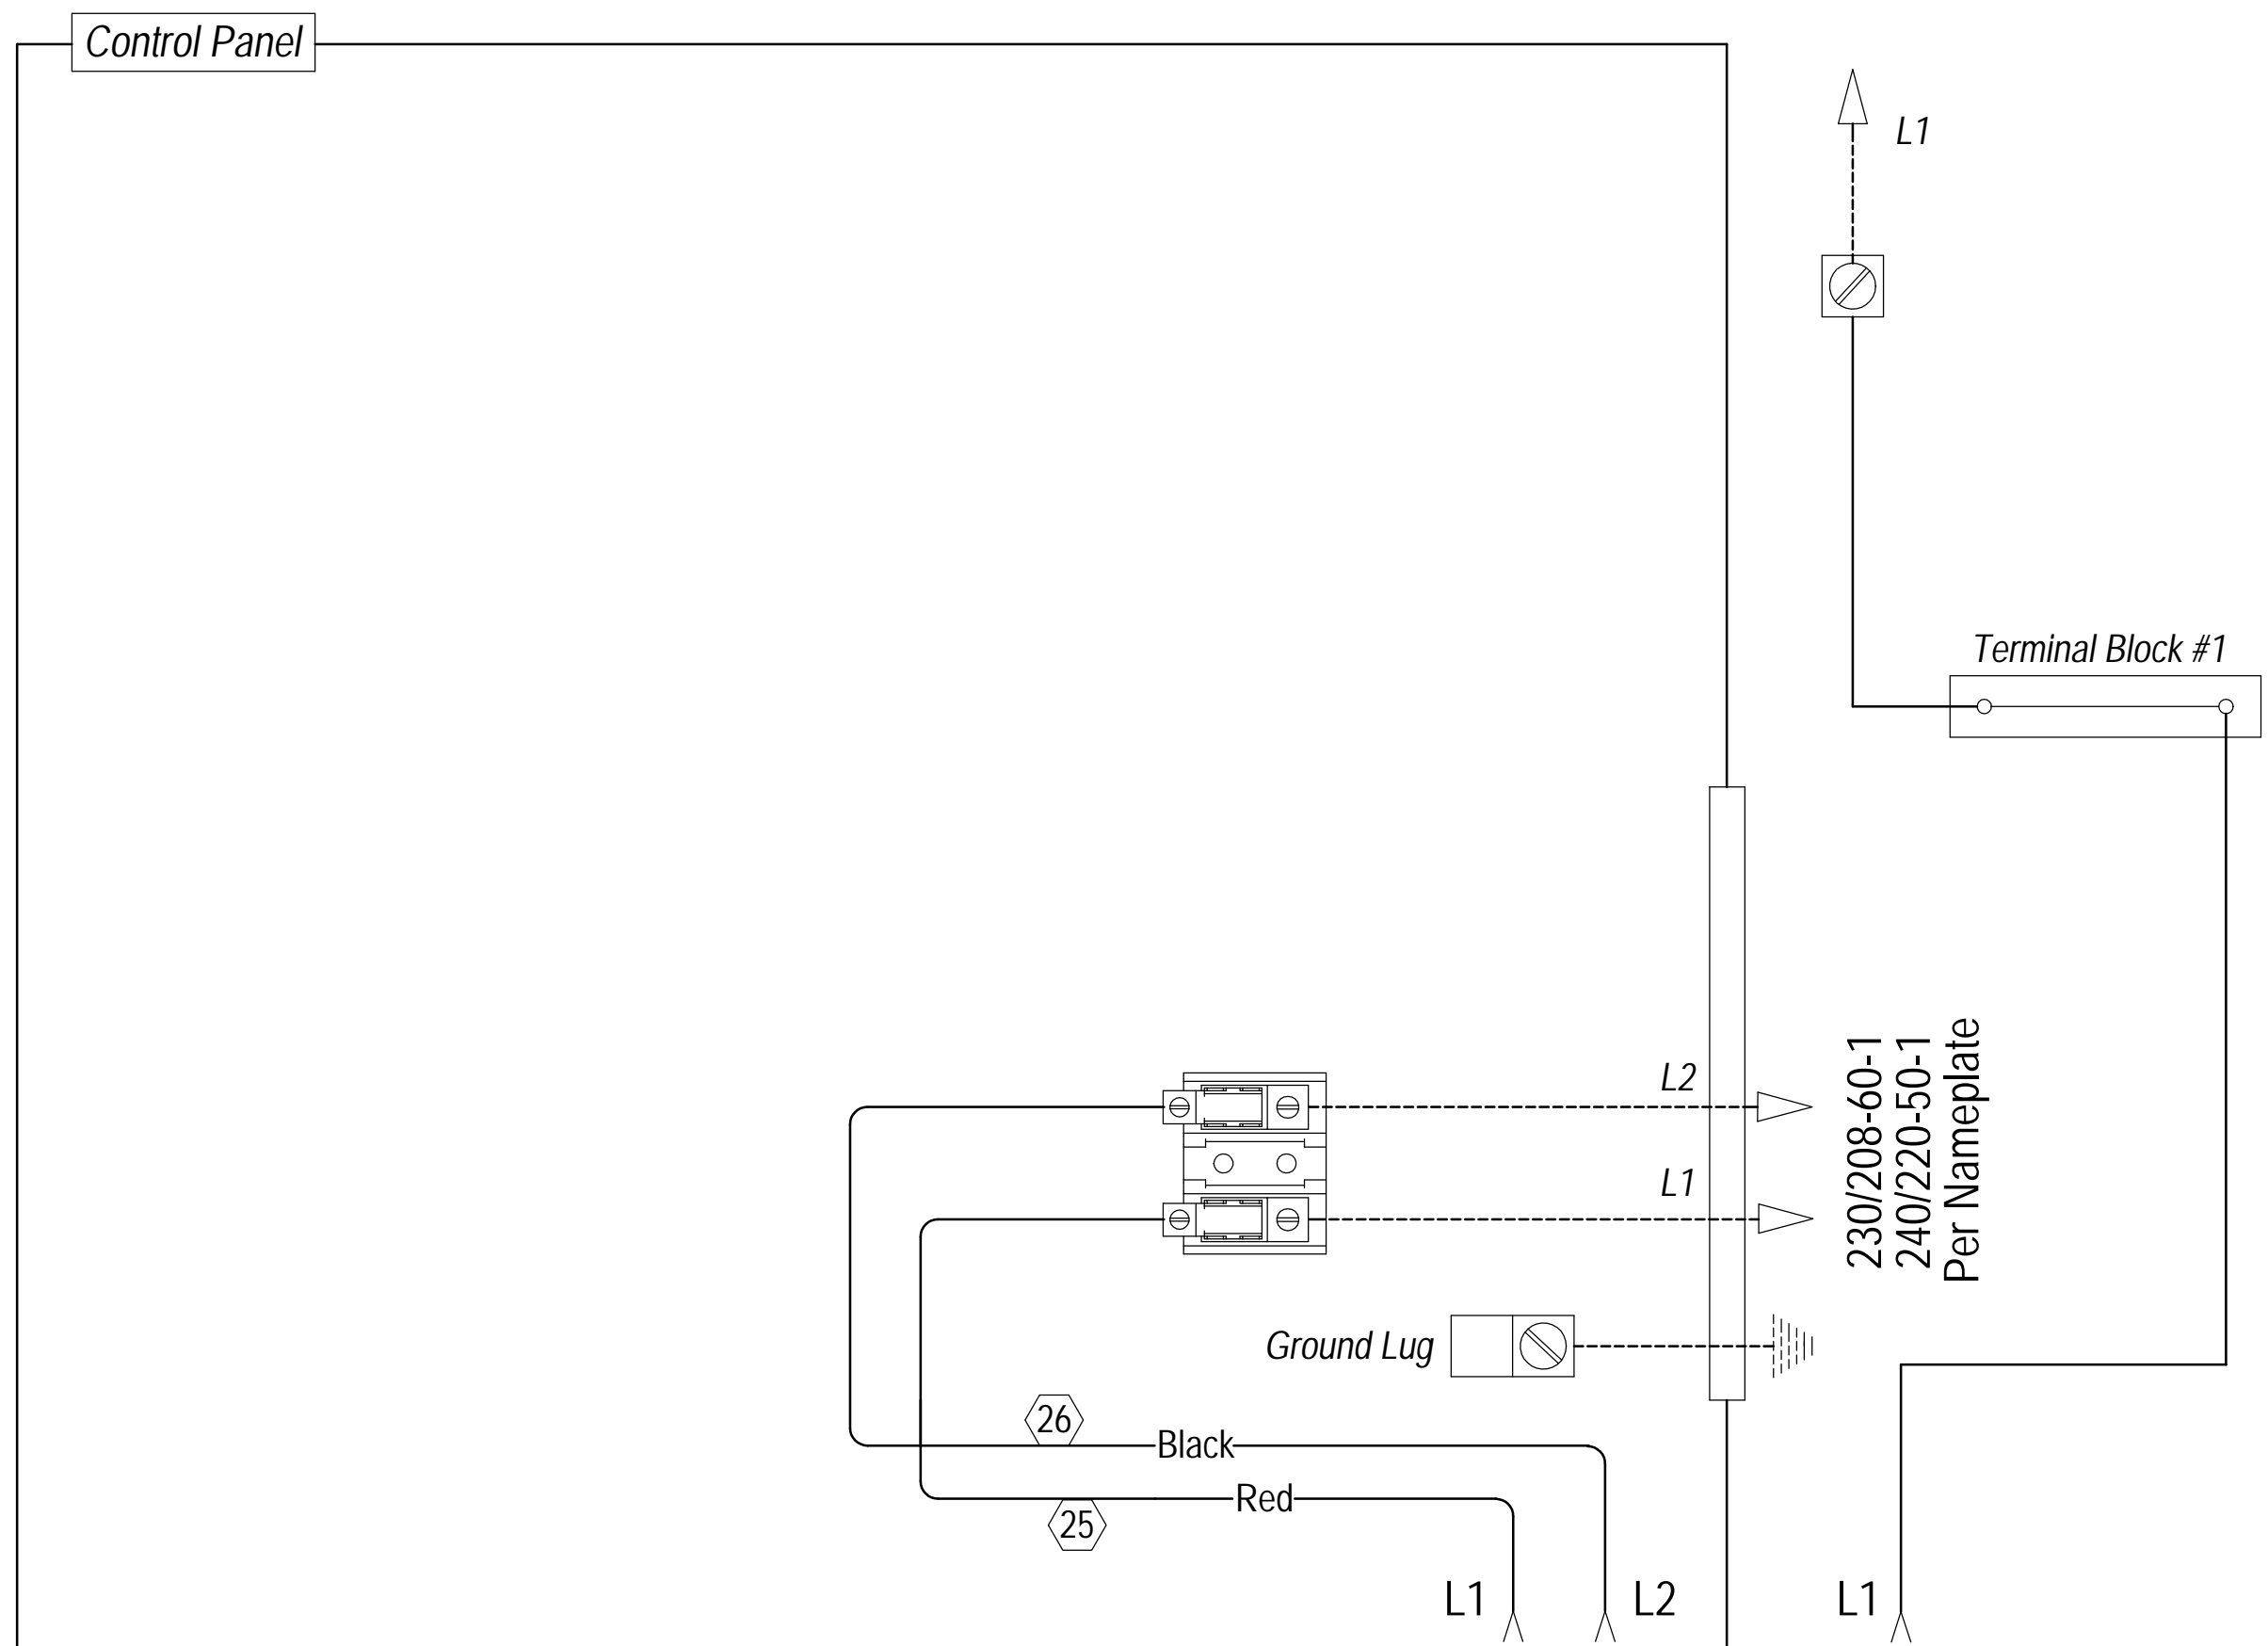 Control Panel
L1
Terminal Block #1
L2
L1
230/208-60-1
240/220-50-1
Per Nameplate
Ground Lug
26
Black
Red
25
L1
L2
L1